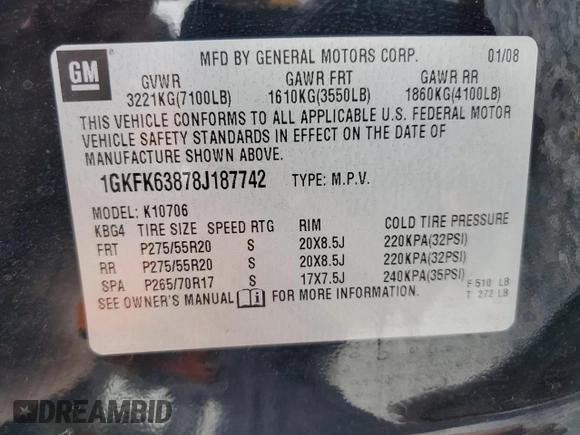 GM
MFD BY GENERAL MOTORS CORP. 01/08
GVWR GAWR FRT GAWR RR
3221KG(7100LB) 1610KG(3550LB) 1860KG(4100LB)
THIS VEHICLE CONFORMS TO ALL APPLICABLE U.S. FEDERAL MOTOR
VEHICLE SAFETY STANDARDS IN EFFECT ON THE DATE OF
MANUFACTURE SHOWN ABOVE.
1GKFK63878J187742 TYPE: M.P.V.
MODEL: K10706
KBG4 TIRE SIZE SPEED RTG RIM COLD TIRE PRESSURE
FRT P275/55R20 S 20X8.5J 220KPA(32PSI)
RR P275/55R20 S 20X8.5J 220KPA(32PSI)
SPA P265/70R17 S 17X7.5J 240KPA(35PSI)
F 510 LB
SEE OWNER'S MANUAL i FOR MORE INFORMATION. T 272 LB
DREAMBID